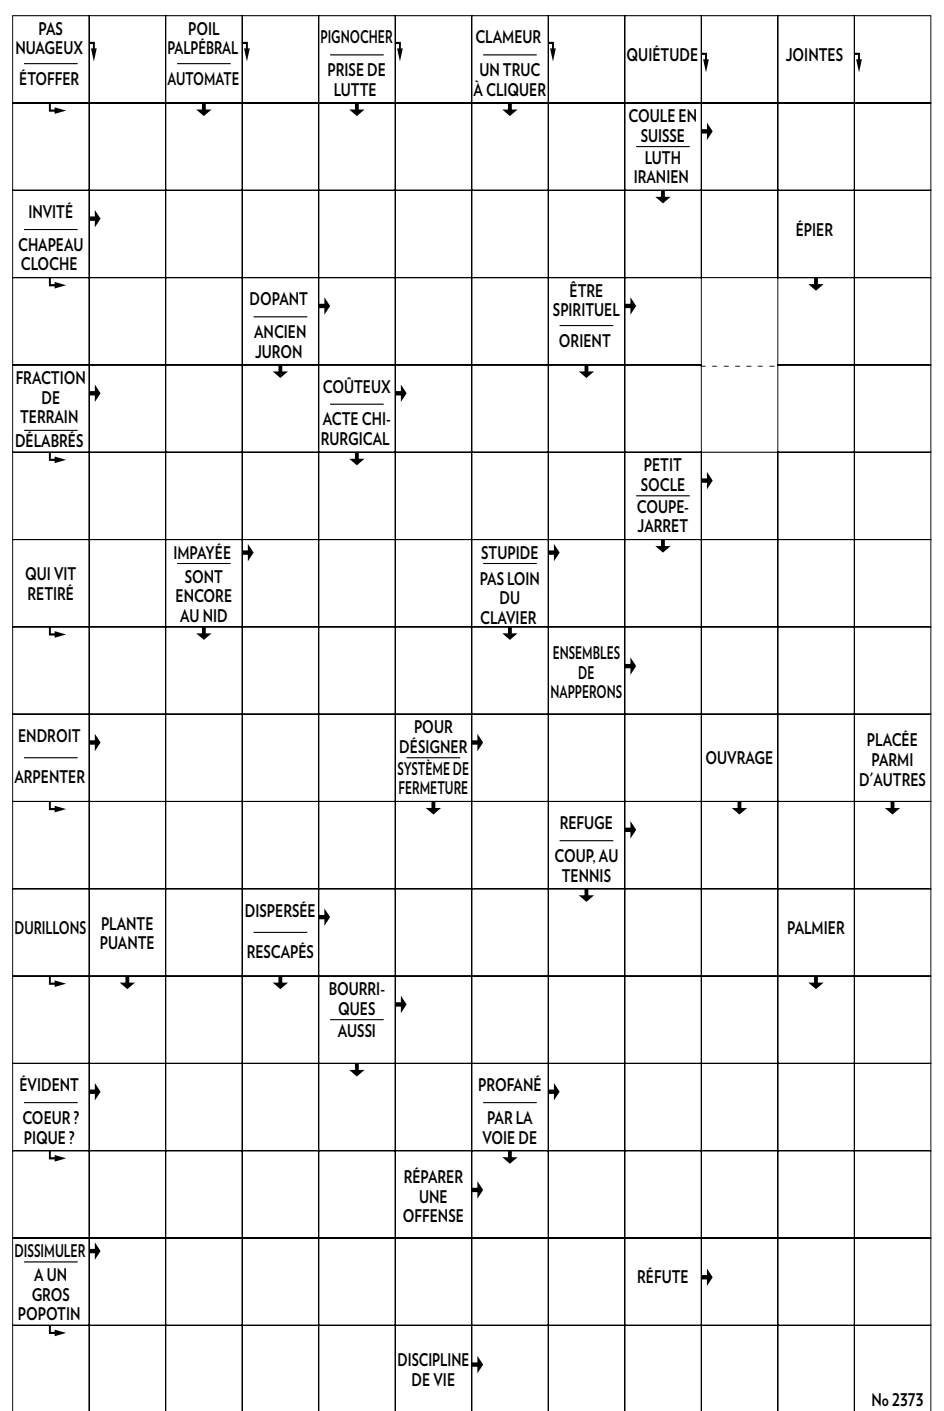 PAS
NUAGEUX
ÉTOFFER
POIL
PALPÉBRAL
AUTOMATE
PIGNOCHER
PRISE DE
LUTTE
CLAMEUR
UN TRUC
À CLIQUER
QUIÉTUDE
JOINTES
COULE EN
SUISSE
LUTH
IRANIEN
INVITÉ
CHAPEAU
CLOCHE
ÉPIER
DOPANT
ANCIEN
JURON
ÊTRE
SPIRITUEL
ORIENT
FRACTION
DE
TERRAIN
DÉLABRÉS
COÛTEUX
ACTE CHI-
RURGICAL
PETIT
SOCLE
COUPE-
JARRET
QUI VIT
RETIRÉ
IMPAYÉE
SONT
ENCORE
AU NID
STUPIDE
PAS LOIN
DU
CLAVIER
ENSEMBLES
DE
NAPPERONS
ENDROIT
ARPENTER
POUR
DÉSIGNER
SYSTÈME DE
FERMETURE
OUVRAGE
PLACÉE
PARMI
D'AUTRES
REFUGE
COUP, AU
TENNIS
DURILLONS
PLANTE
PUANTE
DISPERSÉE
RESCAPÉS
PALMIER
BOURRI-
QUES
AUSSI
ÉVIDENT
COEUR ?
PIQUE ?
PROFANÉ
PAR LA
VOIE DE
RÉPARER
UNE
OFFENSE
DISSIMULER
A UN
GROS
POPOTIN
RÉFUTE
DISCIPLINE
DE VIE
No 2373